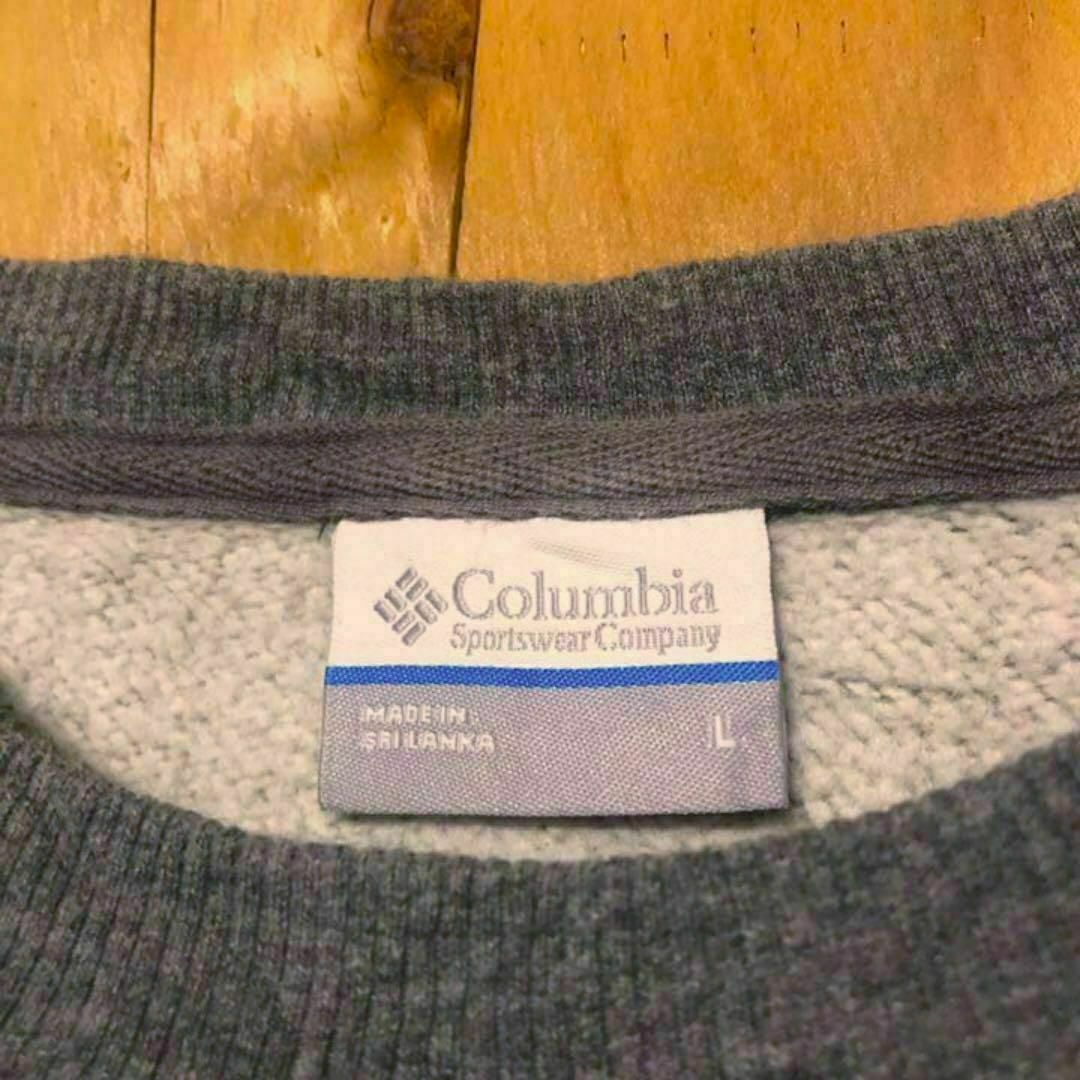 Columbia
Sportswear Company
MADE IN
SRI LANKA
L